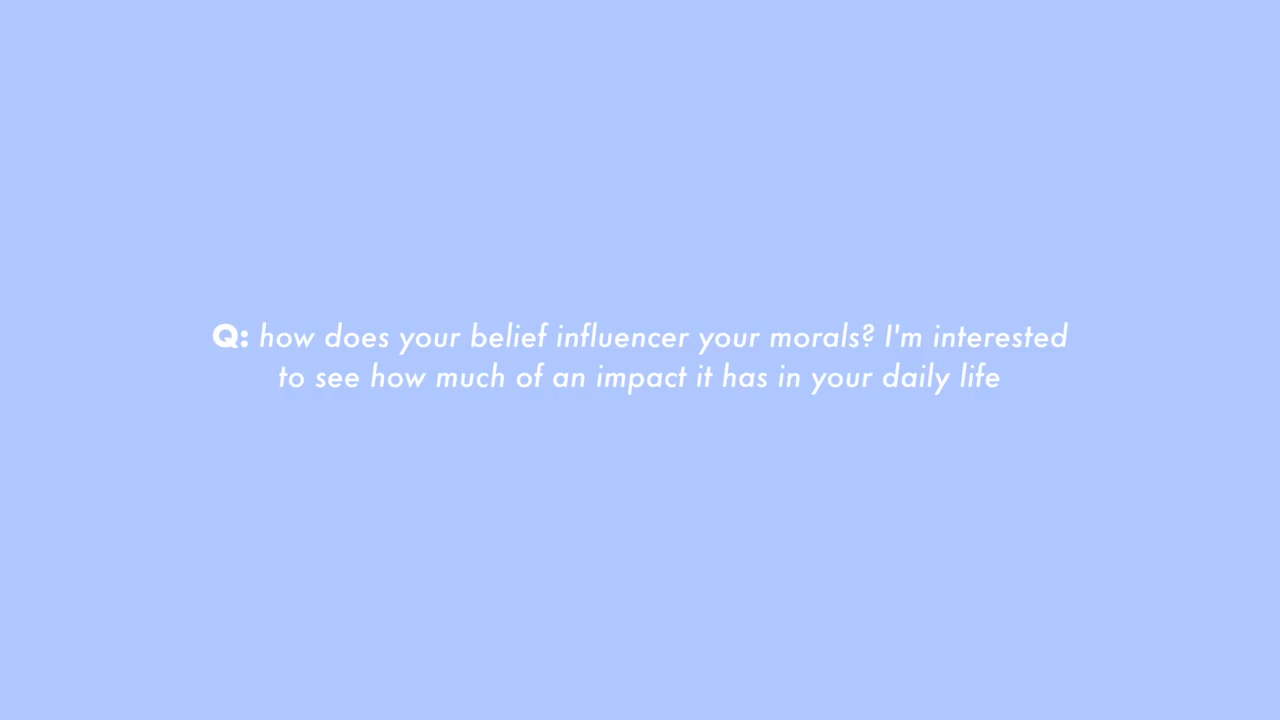 Q: how does your belief influencer your morals? I'm interested
to see how much of an impact it has in your daily life